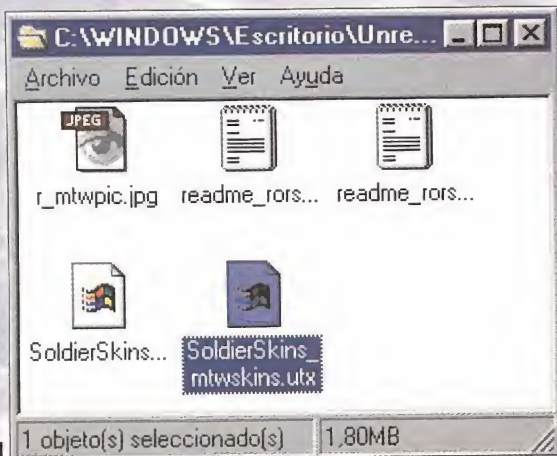 C:\WINDOWS\Escritorio\Unre...
Archivo Edición Ver Ayuda
JPEG
r_mtwpic.jpg readme_rors... readme_rors...
SoldierSkins... SoldierSkins_
mtwskins.utx
1 objeto(s) seleccionado(s) 1,80MB